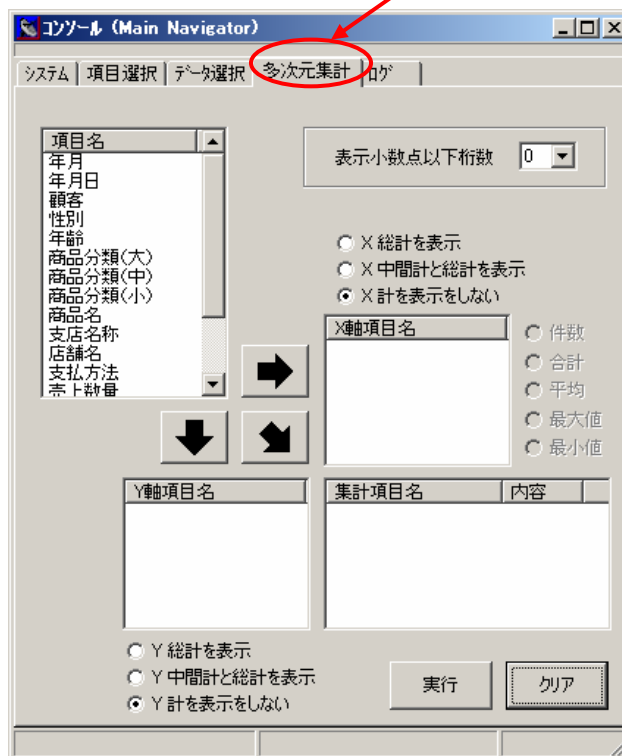 コンソール (Main Navigator)
システム 項目選択 データ選択 多次元集計 ログ
項目名
年月
年月日
顧客
性別
年齢
商品分類(大)
商品分類(中)
商品分類(小)
商品名
支店名称
店舗名
支払方法
売上数量
表示小数点以下桁数 0
X 総計を表示
X 中間計と総計を表示
X 計を表示をしない
X軸項目名
件数
合計
平均
最大値
最小値
Y軸項目名
集計項目名 内容
Y 総計を表示
Y 中間計と総計を表示
Y 計を表示をしない
実行 クリア